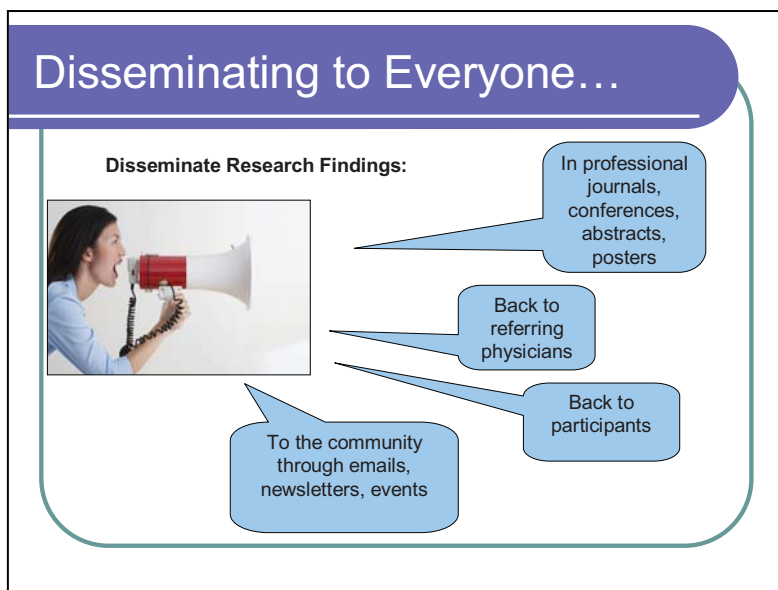 Disseminating to Everyone…
Disseminate Research Findings:
In professional
journals,
conferences,
abstracts,
posters
Back to
referring
physicians
Back to
participants
To the community
through emails,
newsletters, events